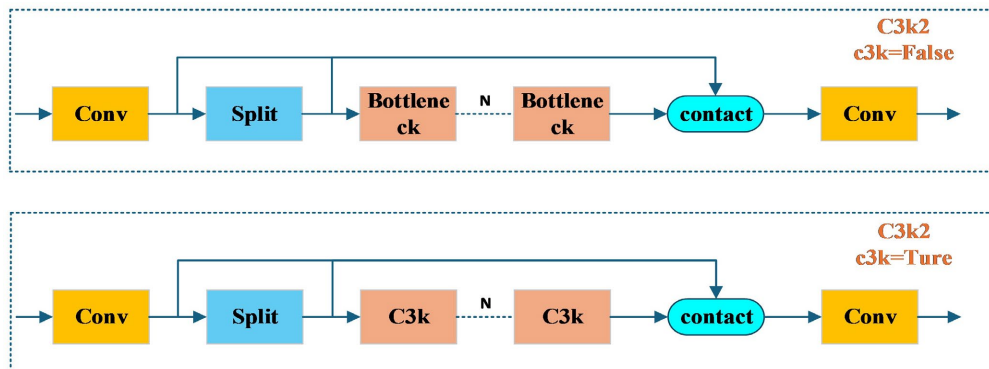 C3k2
c3k=False
Conv
Split
Bottlene
ck
N
Bottlene
ck
contact
Conv
C3k2
c3k=Ture
Conv
Split
C3k
N
C3k
contact
Conv